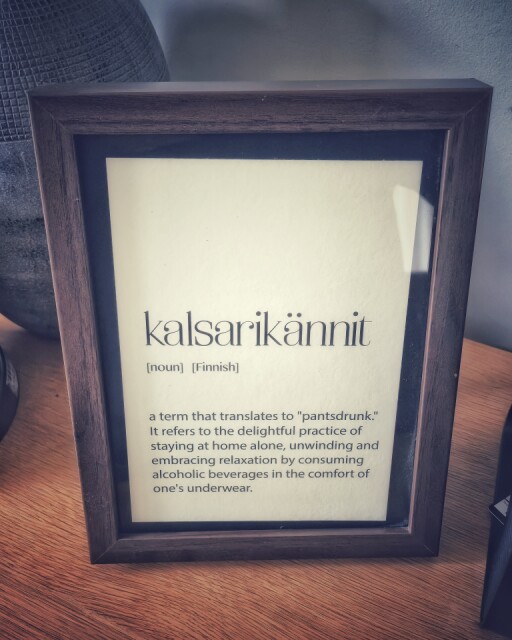 kalsarikännit
[noun] [Finnish]
a term that translates to "pantsdrunk."
It refers to the delightful practice of
staying at home alone, unwinding and
embracing relaxation by consuming
alcoholic beverages in the comfort of
one's underwear.